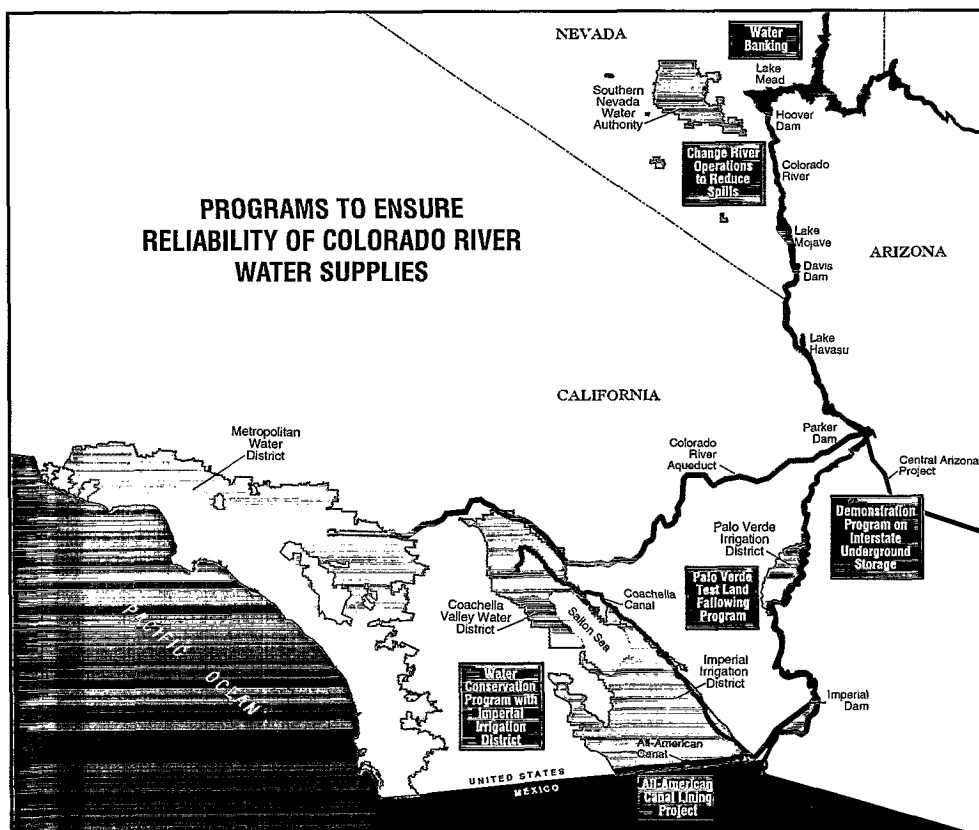 NEVADA
Water
Banking
Lake
Mead
Southern
Nevada
Water
Authority
Hoover
Dam
Change River
Operations
to Reduce
Spills
Colorado
River
PROGRAMS TO ENSURE
RELIABILITY OF COLORADO RIVER
WATER SUPPLIES
Lake
Mojave
ARIZONA
Davis
Dam
Lake
Havasu
CALIFORNIA
Metropolitan
Water
District
Parker
Dam
Colorado
River
Aqueduct
Central Arizona
Project
Demonstration
Program on
Interstate
Underground
Storage
Palo Verde
Irrigation
District
Palo Verde
Test Land
Fallowing
Program
Coachella
Canal
Coachella
Valley Water
District
Salton Sea
PACIFIC OCEAN
Imperial
Irrigation
District
Water
Conservation
Program with
Imperial
Irrigation
District
Imperial
Dam
All-American
Canal
UNITED STATES
MEXICO
All-American
Canal Lining
Project